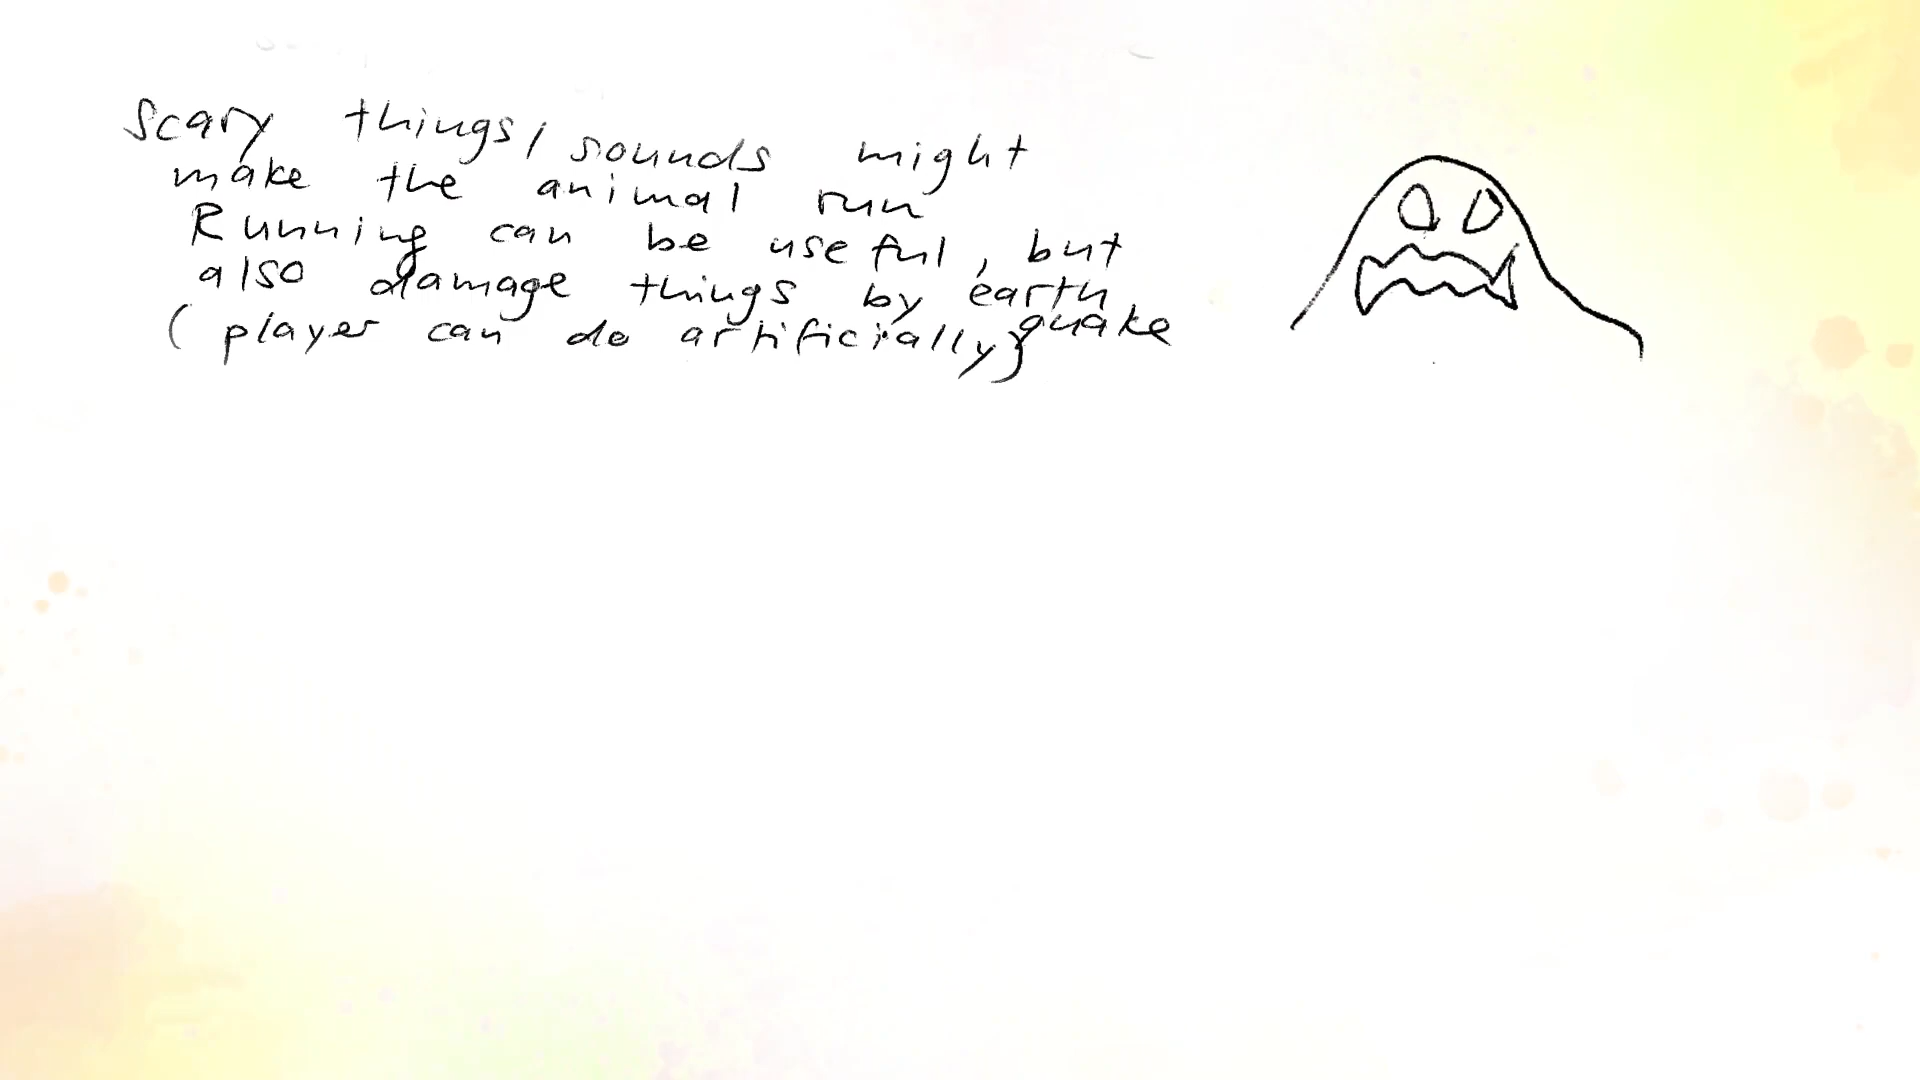 Scary things/sounds might
make the animal run
Running can be useful, but
also damage things by earth
quake
(player can do artificially)